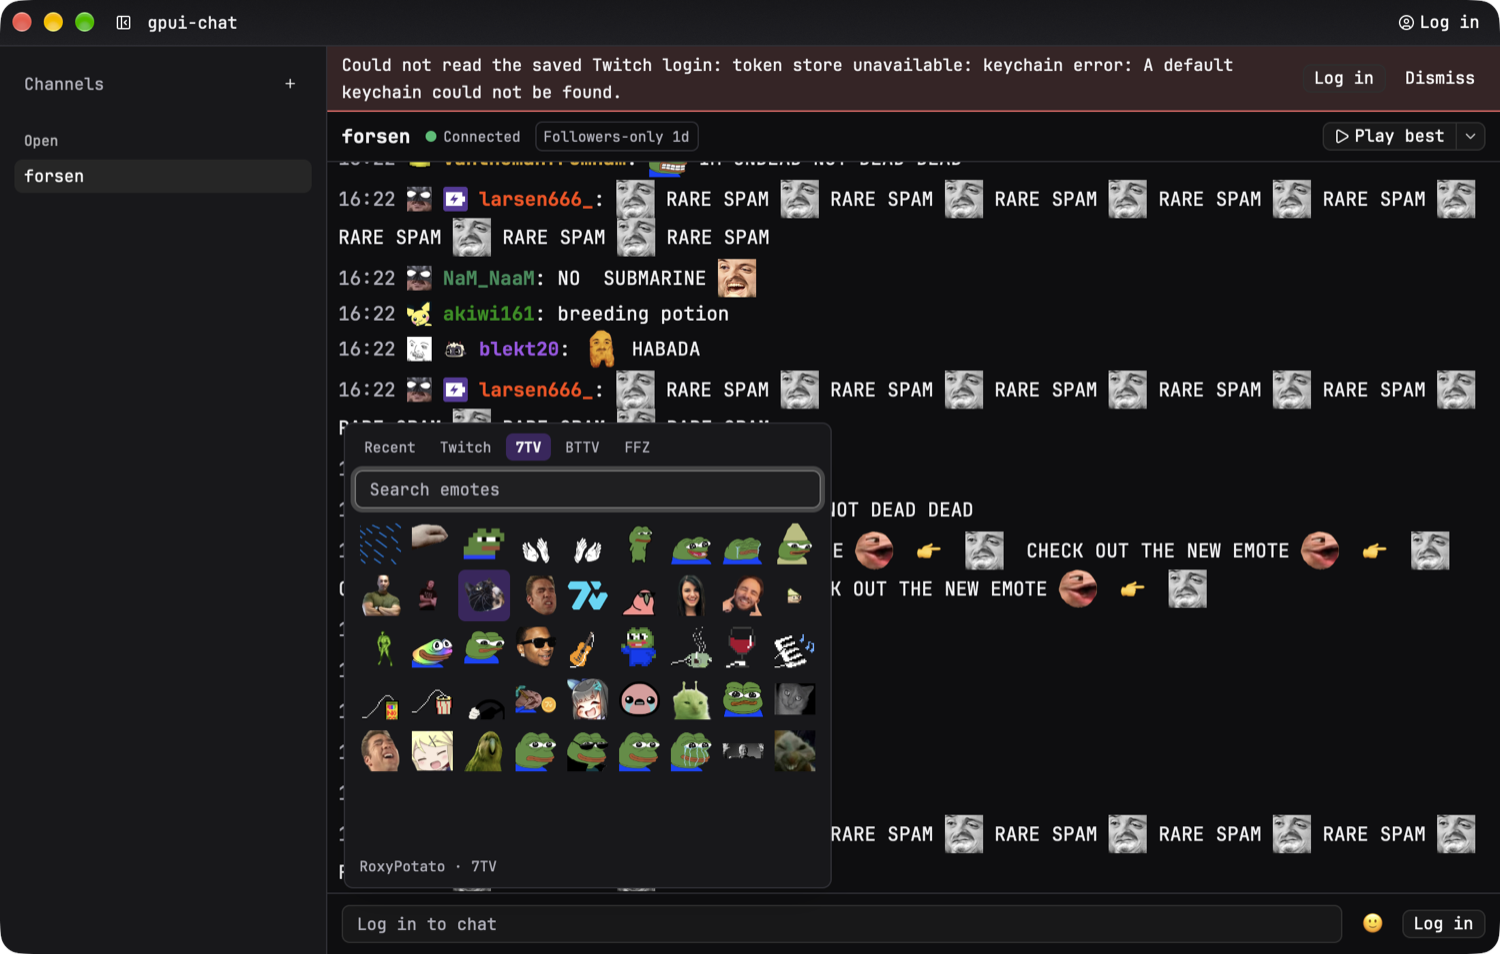 gpui-chat
Log in
Channels
+
Open
forsen
Could not read the saved Twitch login: token store unavailable: keychain error: A default
keychain could not be found.
Log in
Dismiss
forsen
Connected
Followers-only 1d
Play best
16:22 larsen666_: RARE SPAM RARE SPAM RARE SPAM RARE SPAM RARE SPAM
RARE SPAM RARE SPAM RARE SPAM
16:22 NaM_NaaM: NO SUBMARINE
16:22 akiwi161: breeding potion
16:22 blekt20: HABADA
16:22 larsen666_: RARE SPAM RARE SPAM RARE SPAM RARE SPAM RARE SPAM
Recent Twitch 7TV BTTV FFZ
Search emotes
DEAD DEAD
CHECK OUT THE NEW EMOTE
OUT THE NEW EMOTE
RARE SPAM RARE SPAM RARE SPAM RARE SPAM
RoxyPotato · 7TV
Log in to chat
Log in